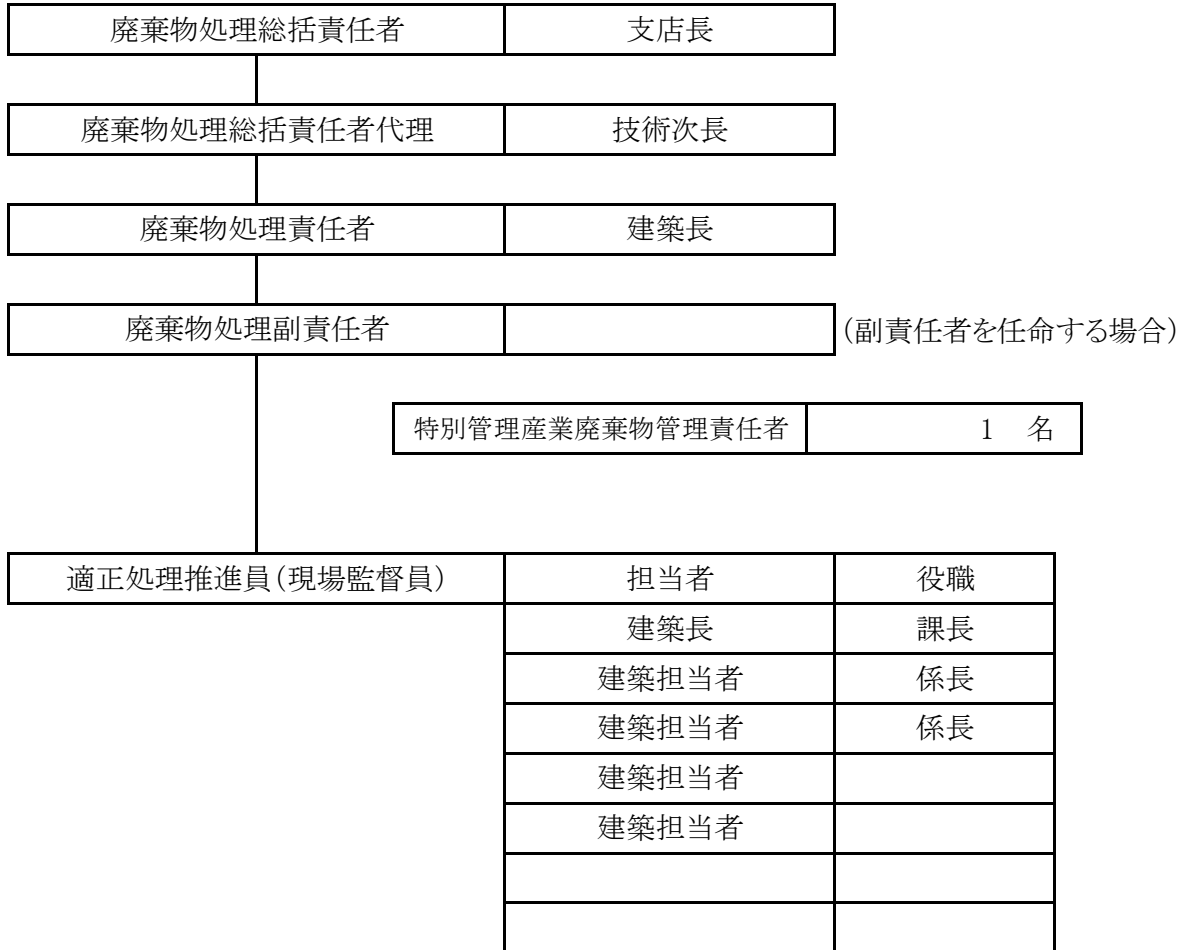 廃棄物処理総括責任者 支店長
廃棄物処理総括責任者代理 技術次長
廃棄物処理責任者 建築長
廃棄物処理副責任者 (副責任者を任命する場合)
特別管理産業廃棄物管理責任者 1 名
適正処理推進員(現場監督員) 担当者 役職
建築長 課長
建築担当者 係長
建築担当者 係長
建築担当者
建築担当者